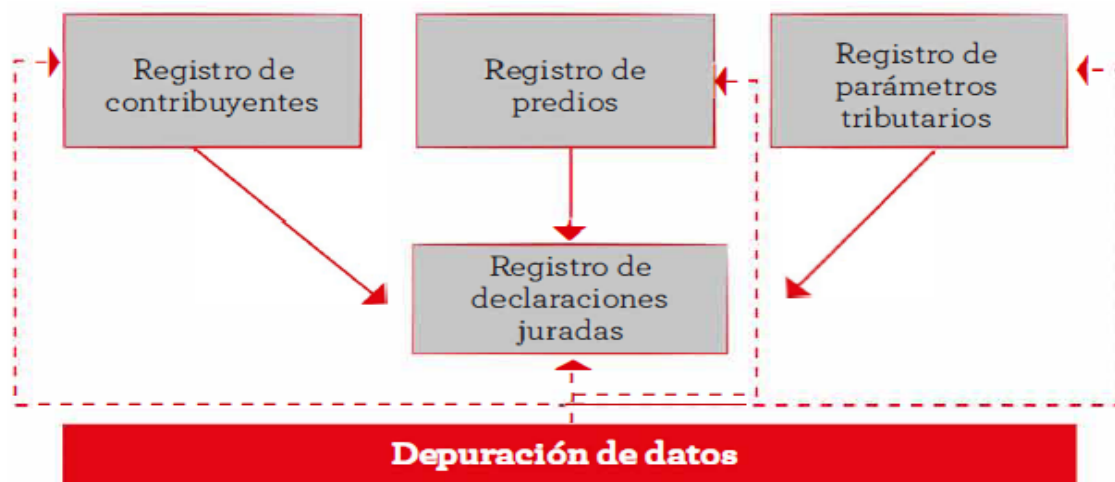 Registro de
contribuyentes
Registro de
predios
Registro de
parámetros
tributarios
Registro de
declaraciones
juradas
Depuración de datos